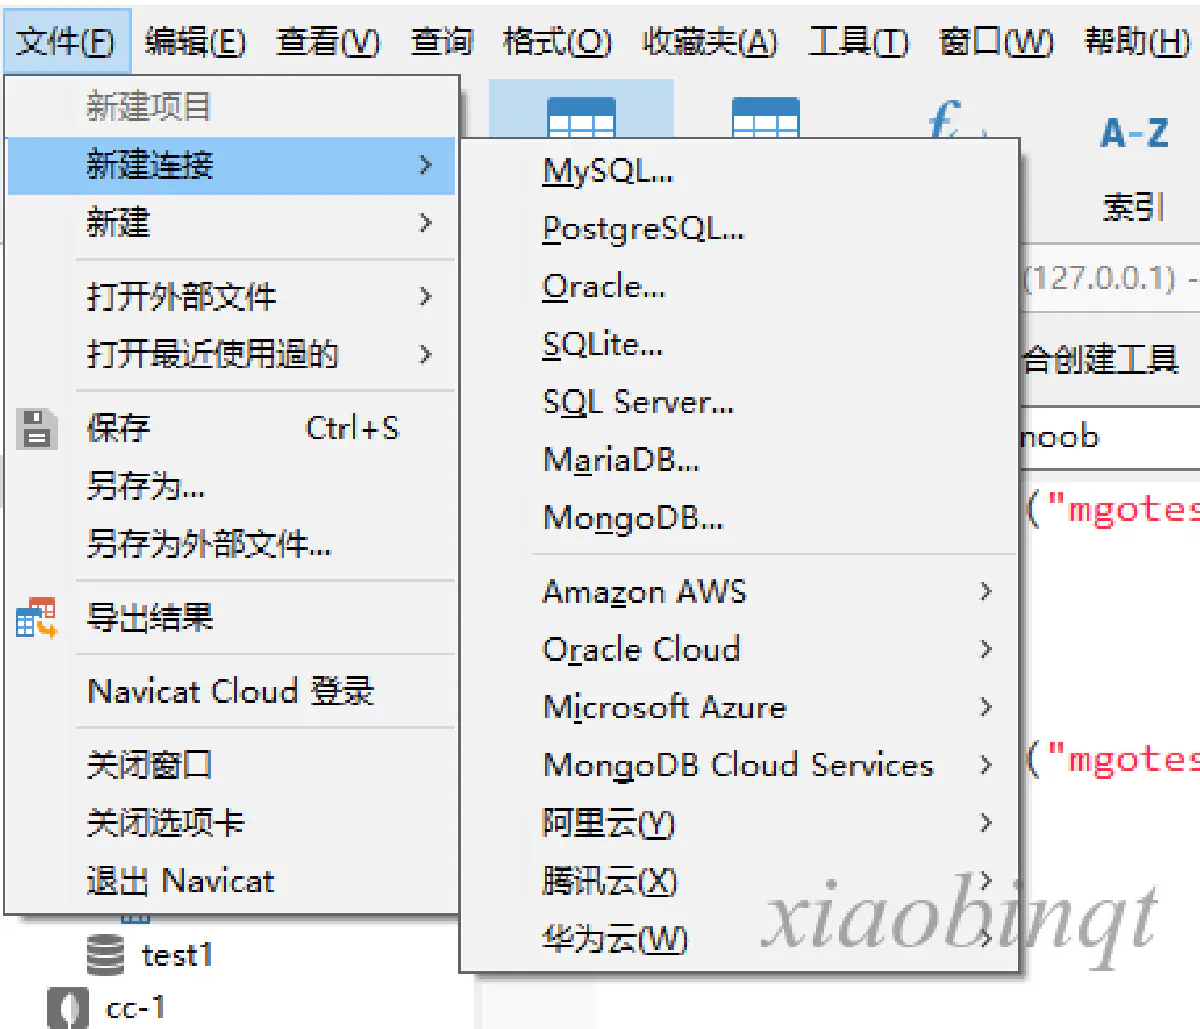 文件(F) 编辑(E) 查看(V) 查询 格式(O) 收藏夹(A) 工具(T) 窗口(W) 帮助(H)
新建项目
新建连接
新建
打开外部文件
打开最近使用過的
保存 Ctrl+S
另存为...
另存为外部文件...
导出结果
Navicat Cloud 登录
关闭窗口
关闭选项卡
退出 Navicat
MySQL...
PostgreSQL...
Oracle...
SQLite...
SQL Server...
MariaDB...
MongoDB...
Amazon AWS
Oracle Cloud
Microsoft Azure
MongoDB Cloud Services
阿里云(Y)
腾讯云(X)
华为云(W)
A-Z
索引
(127.0.0.1) -
合创建工具
noob
("mgotes
("mgotes
test1
cc-1
xiaobinqt